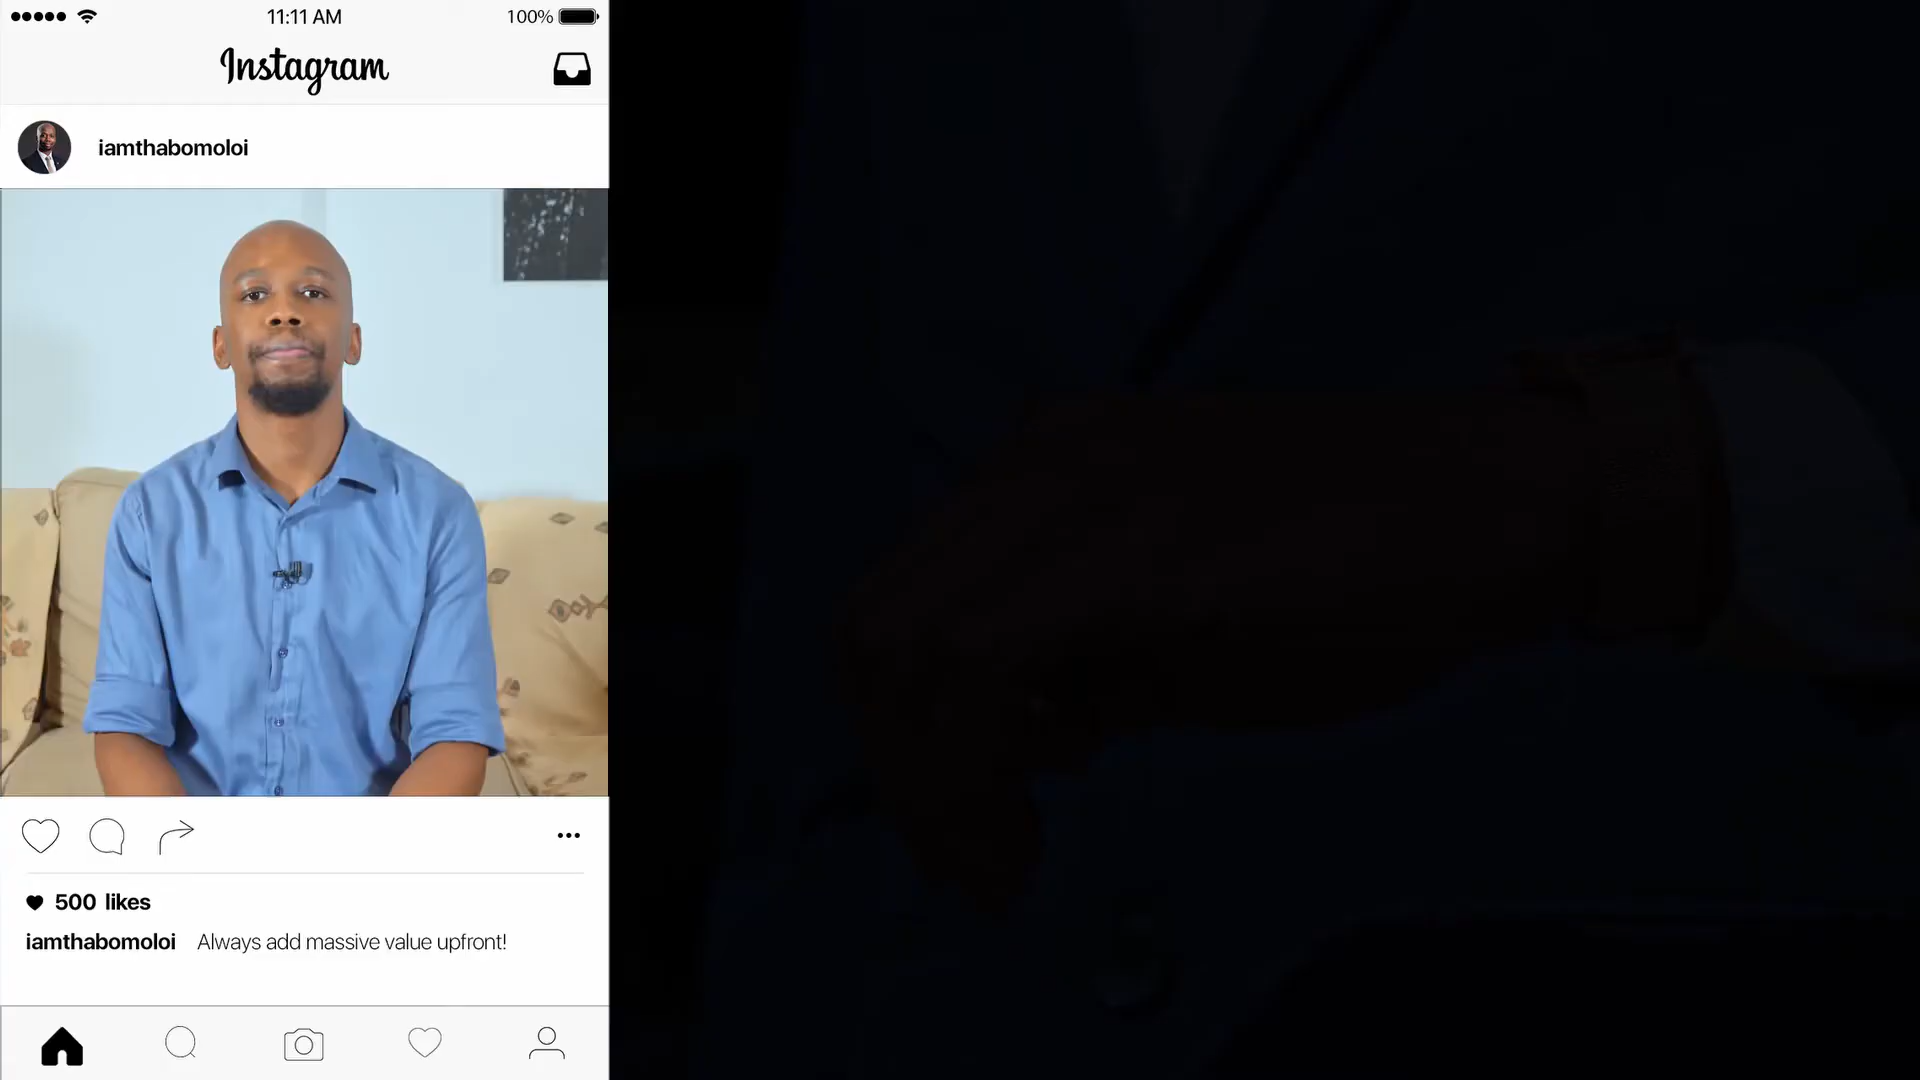 11:11 AM
100%
Instagram
iamthabomoloi
500 likes
iamthabomoloi Always add massive value upfront!